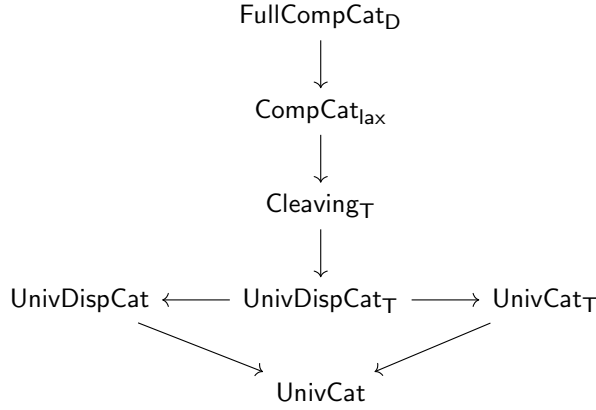 FullCompCat_D
CompCat_lax
Cleaving_T
UnivDispCat UnivDispCat_T UnivCat_T
UnivCat